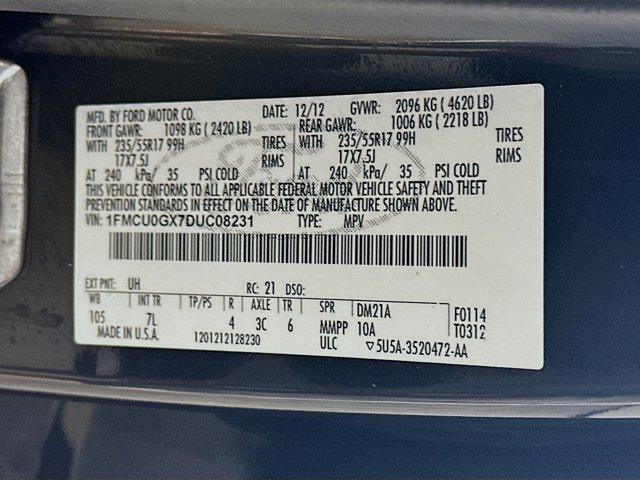 MFD. BY FORD MOTOR CO. DATE: 12/12 GVWR: 2096 KG (4620 LB)
FRONT GAWR: 1098 KG (2420 LB) REAR GAWR: 1006 KG (2218 LB)
WITH 235/55R17 99H TIRES WITH 235/55R17 99H TIRES
17X7.5J RIMS 17X7.5J RIMS
AT 240 kPa/ 35 PSI COLD AT 240 kPa/ 35 PSI COLD
THIS VEHICLE CONFORMS TO ALL APPLICABLE FEDERAL MOTOR VEHICLE SAFETY AND THEFT
PREVENTION STANDARDS IN EFFECT ON THE DATE OF MANUFACTURE SHOWN ABOVE.
VIN: 1FMCU0GX7DUC08231 TYPE: MPV
EXT PNT: UH RC: 21 DSO:
WB INT TR TP/PS R AXLE TR SPR DM21A F0114
105 7L 4 3C 6 MMPP 10A T0312
MADE IN U.S.A. 1201212128230 ULC ▽5U5A-3520472-AA